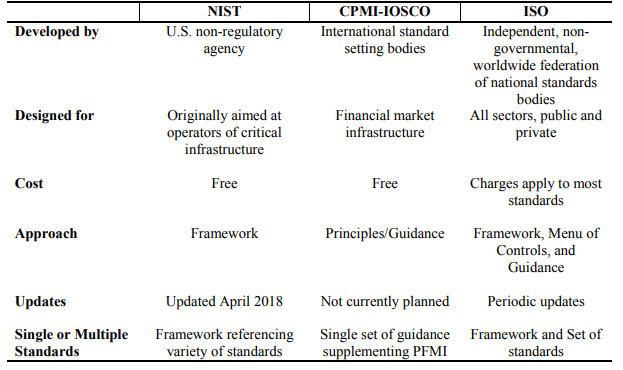 NIST CPMI-IOSCO ISO
Developed by U.S. non-regulatory International standard Independent, non-
agency setting bodies governmental,
worldwide federation
of national standards
bodies
Designed for Originally aimed at Financial market All sectors, public and
operators of critical infrastructure private
infrastructure
Cost Free Free Charges apply to most
standards
Approach Framework Principles/Guidance Framework, Menu of
Controls, and
Guidance
Updates Updated April 2018 Not currently planned Periodic updates
Single or Multiple Framework referencing Single set of guidance Framework and Set of
Standards variety of standards supplementing PFMI standards